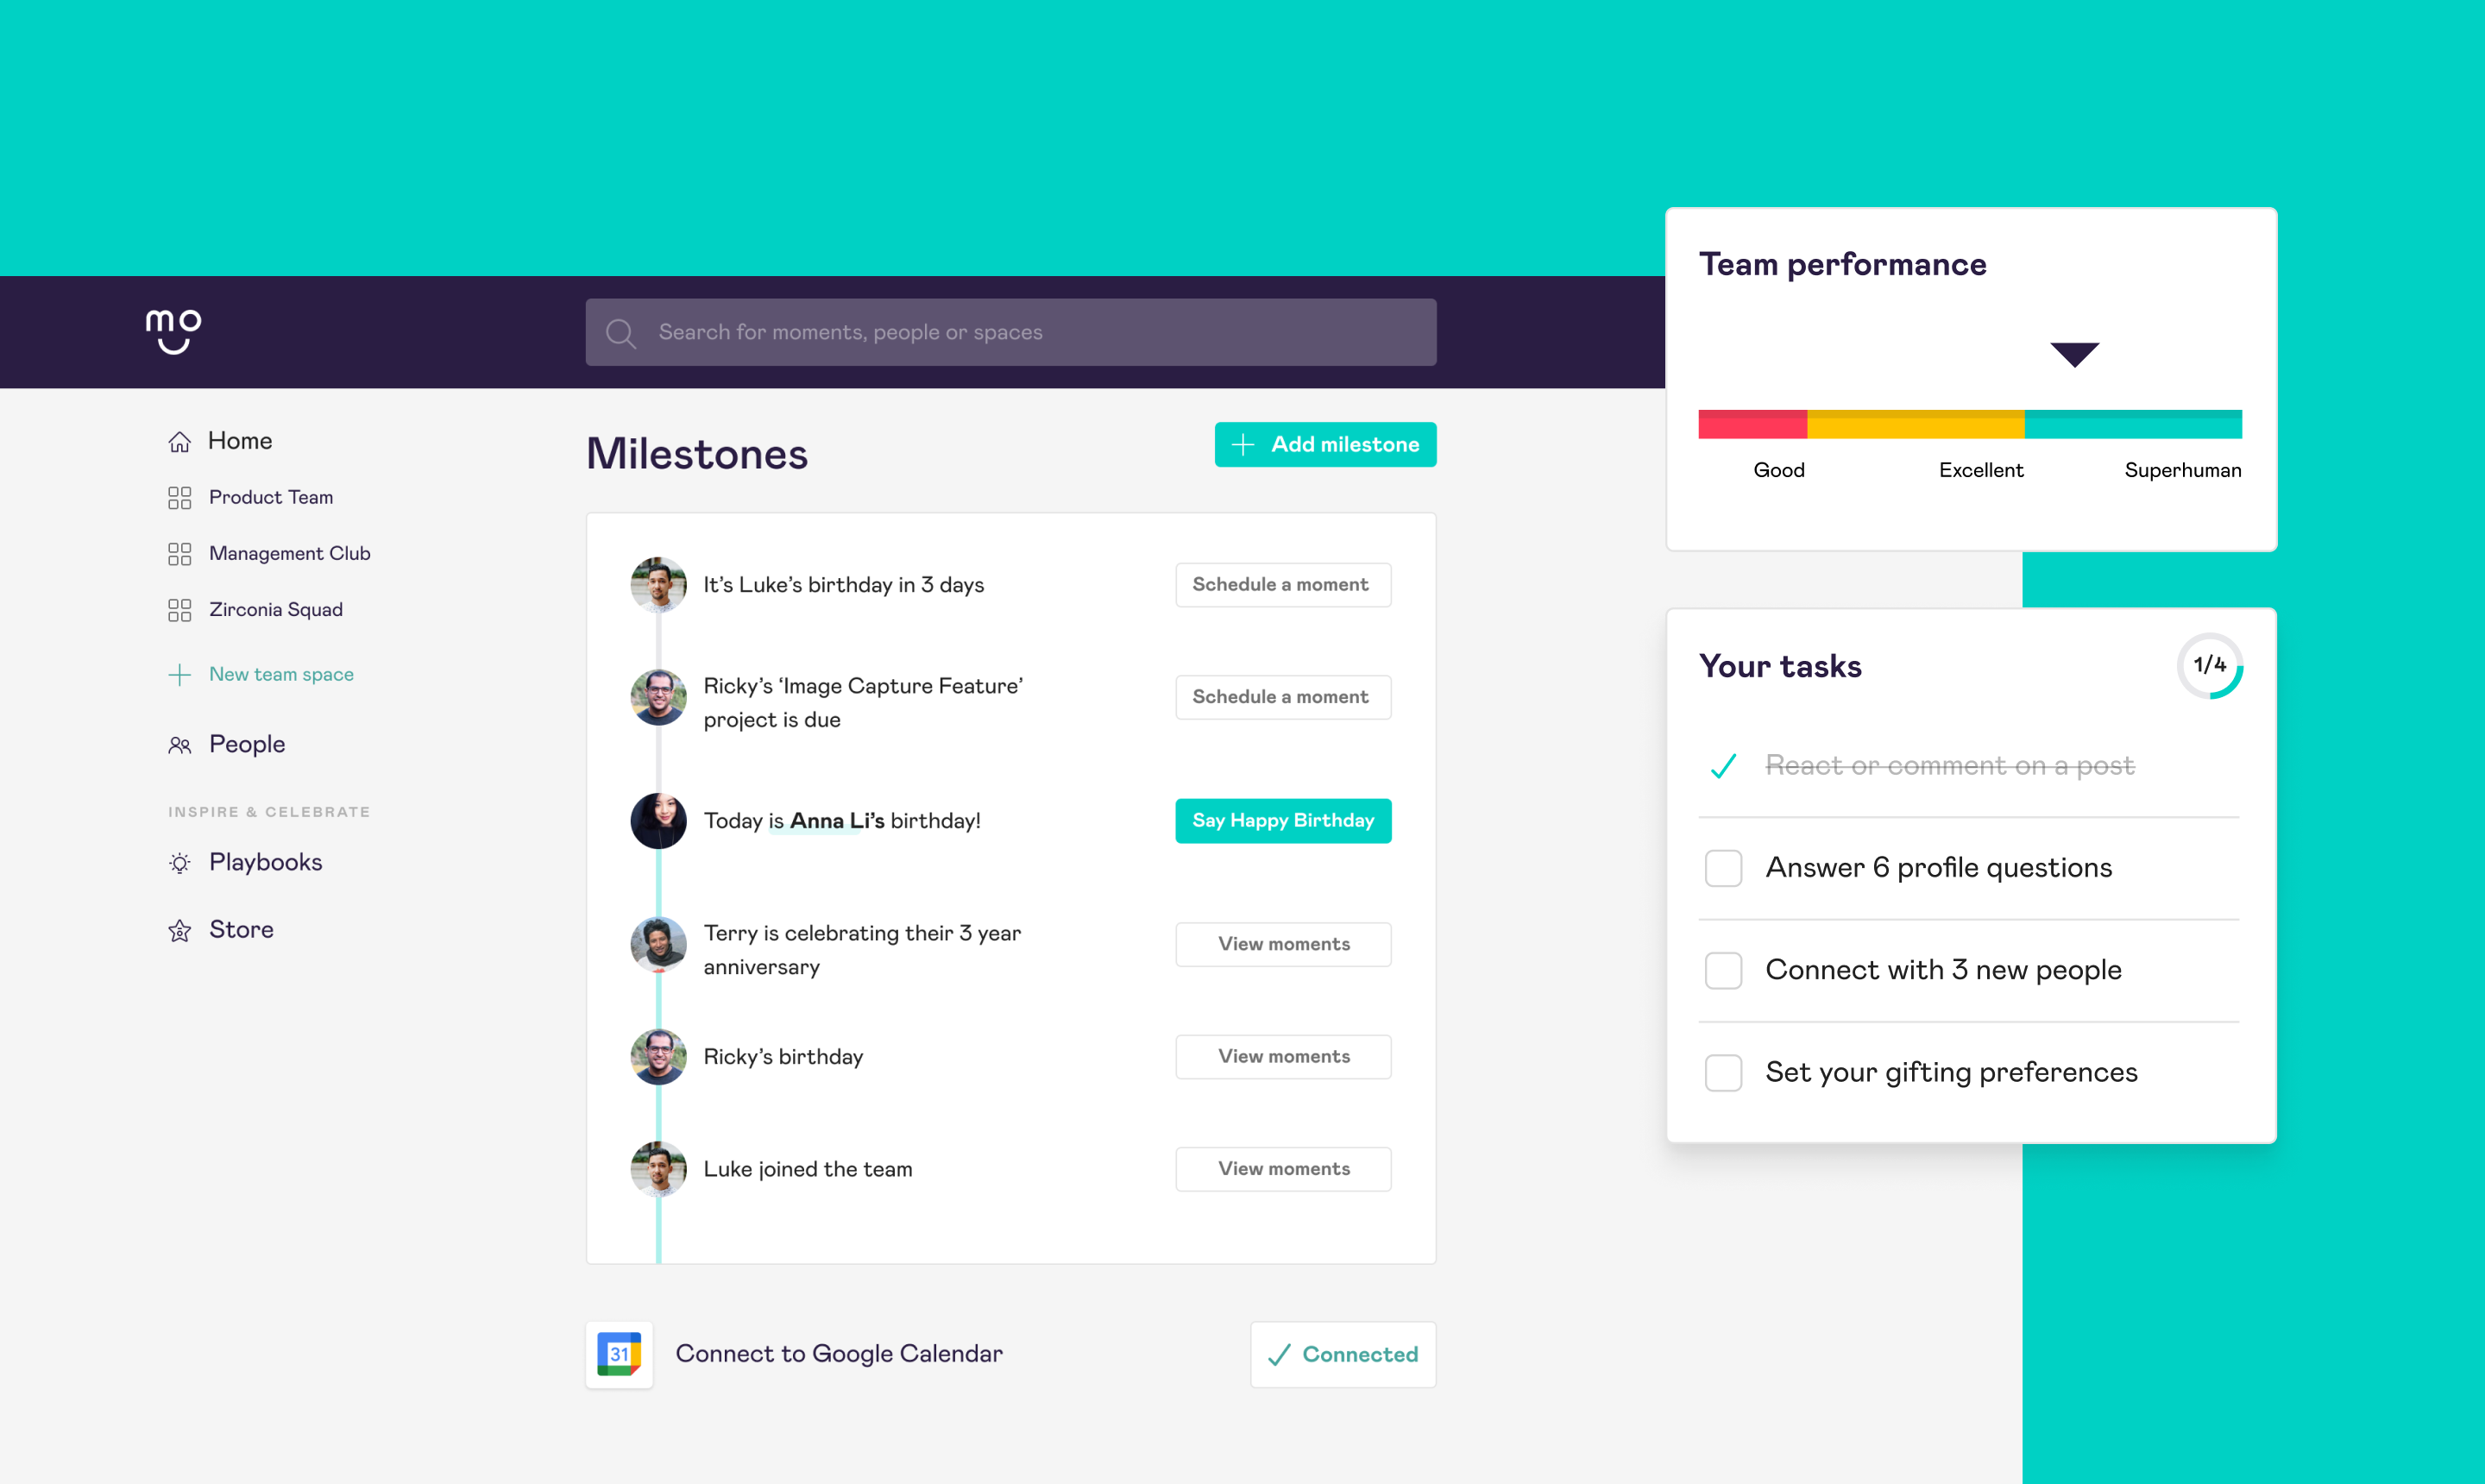 mo
Search for moments, people or spaces
Home
Product Team
Management Club
Zirconia Squad
New team space
People
INSPIRE & CELEBRATE
Playbooks
Store
Milestones
Add milestone
It’s Luke’s birthday in 3 days
Schedule a moment
Ricky’s ‘Image Capture Feature’
project is due
Schedule a moment
Today is Anna Li’s birthday!
Say Happy Birthday
Terry is celebrating their 3 year
anniversary
View moments
Ricky’s birthday
View moments
Luke joined the team
View moments
31
Connect to Google Calendar
Connected
Team performance
Good
Excellent
Superhuman
Your tasks
1/4
React or comment on a post
Answer 6 profile questions
Connect with 3 new people
Set your gifting preferences